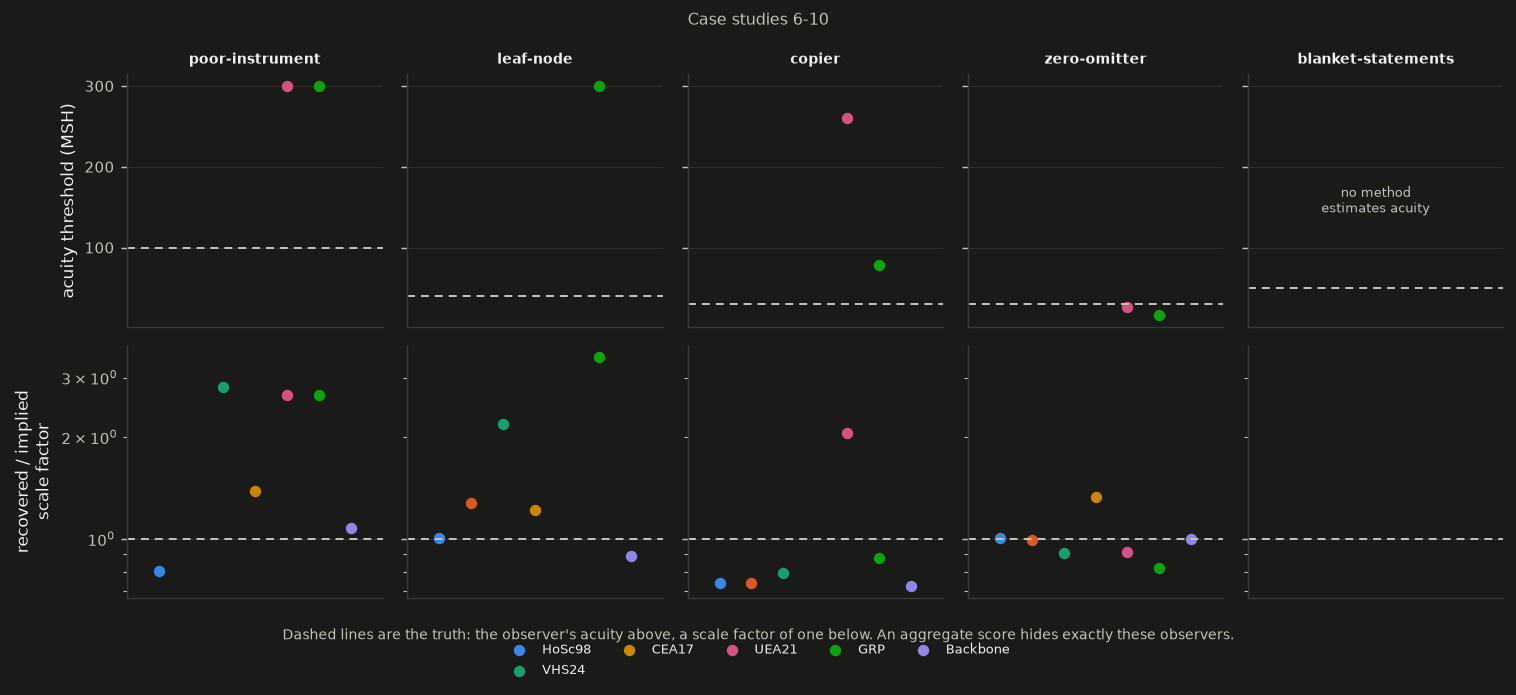 Case studies 6-10
poor-instrument
leaf-node
copier
zero-omitter
blanket-statements
acuity threshold (MSH)
300
200
100
no method
estimates acuity
recovered / implied
scale factor
3 × 10⁰
2 × 10⁰
10⁰
Dashed lines are the truth: the observer's acuity above, a scale factor of one below. An aggregate score hides exactly these observers.
HoSc98
CEA17
UEA21
GRP
Backbone
VHS24